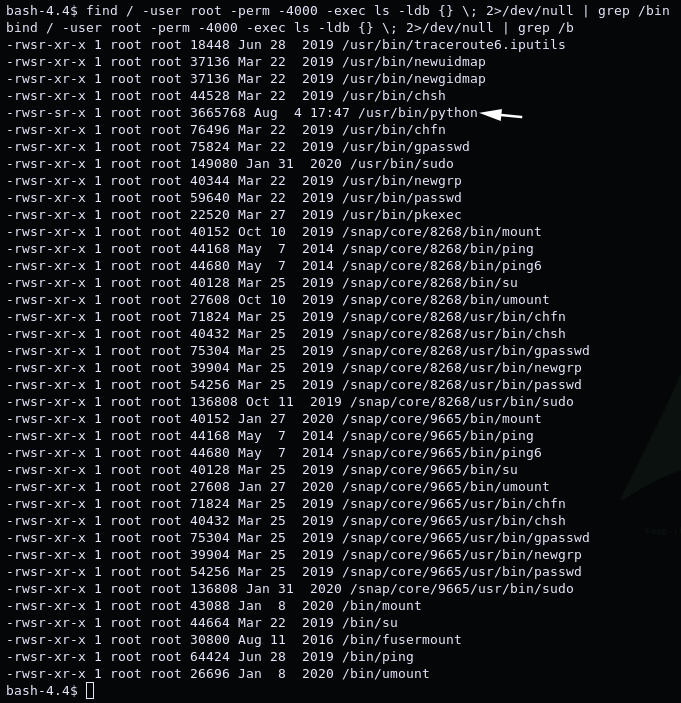 bash-4.4$ find / -user root -perm -4000 -exec ls -ldb {} \; 2>/dev/null | grep /bin
bind / -user root -perm -4000 -exec ls -ldb {} \; 2>/dev/null | grep /b
-rwsr-xr-x 1 root root 18448 Jun 28  2019 /usr/bin/traceroute6.iputils
-rwsr-xr-x 1 root root 37136 Mar 22  2019 /usr/bin/newuidmap
-rwsr-xr-x 1 root root 37136 Mar 22  2019 /usr/bin/newgidmap
-rwsr-xr-x 1 root root 44528 Mar 22  2019 /usr/bin/chsh
-rwsr-sr-x 1 root root 3665768 Aug  4 17:47 /usr/bin/python
-rwsr-xr-x 1 root root 76496 Mar 22  2019 /usr/bin/chfn
-rwsr-xr-x 1 root root 75824 Mar 22  2019 /usr/bin/gpasswd
-rwsr-xr-x 1 root root 149080 Jan 31  2020 /usr/bin/sudo
-rwsr-xr-x 1 root root 40344 Mar 22  2019 /usr/bin/newgrp
-rwsr-xr-x 1 root root 59640 Mar 22  2019 /usr/bin/passwd
-rwsr-xr-x 1 root root 22520 Mar 27  2019 /usr/bin/pkexec
-rwsr-xr-x 1 root root 40152 Oct 10  2019 /snap/core/8268/bin/mount
-rwsr-xr-x 1 root root 44168 May  7  2014 /snap/core/8268/bin/ping
-rwsr-xr-x 1 root root 44680 May  7  2014 /snap/core/8268/bin/ping6
-rwsr-xr-x 1 root root 40128 Mar 25  2019 /snap/core/8268/bin/su
-rwsr-xr-x 1 root root 27608 Oct 10  2019 /snap/core/8268/bin/umount
-rwsr-xr-x 1 root root 71824 Mar 25  2019 /snap/core/8268/usr/bin/chfn
-rwsr-xr-x 1 root root 40432 Mar 25  2019 /snap/core/8268/usr/bin/chsh
-rwsr-xr-x 1 root root 75304 Mar 25  2019 /snap/core/8268/usr/bin/gpasswd
-rwsr-xr-x 1 root root 39904 Mar 25  2019 /snap/core/8268/usr/bin/newgrp
-rwsr-xr-x 1 root root 54256 Mar 25  2019 /snap/core/8268/usr/bin/passwd
-rwsr-xr-x 1 root root 136808 Oct 11  2019 /snap/core/8268/usr/bin/sudo
-rwsr-xr-x 1 root root 40152 Jan 27  2020 /snap/core/9665/bin/mount
-rwsr-xr-x 1 root root 44168 May  7  2014 /snap/core/9665/bin/ping
-rwsr-xr-x 1 root root 44680 May  7  2014 /snap/core/9665/bin/ping6
-rwsr-xr-x 1 root root 40128 Mar 25  2019 /snap/core/9665/bin/su
-rwsr-xr-x 1 root root 27608 Jan 27  2020 /snap/core/9665/bin/umount
-rwsr-xr-x 1 root root 71824 Mar 25  2019 /snap/core/9665/usr/bin/chfn
-rwsr-xr-x 1 root root 40432 Mar 25  2019 /snap/core/9665/usr/bin/chsh
-rwsr-xr-x 1 root root 75304 Mar 25  2019 /snap/core/9665/usr/bin/gpasswd
-rwsr-xr-x 1 root root 39904 Mar 25  2019 /snap/core/9665/usr/bin/newgrp
-rwsr-xr-x 1 root root 54256 Mar 25  2019 /snap/core/9665/usr/bin/passwd
-rwsr-xr-x 1 root root 136808 Jan 31  2020 /snap/core/9665/usr/bin/sudo
-rwsr-xr-x 1 root root 43088 Jan  8  2020 /bin/mount
-rwsr-xr-x 1 root root 44664 Mar 22  2019 /bin/su
-rwsr-xr-x 1 root root 30800 Aug 11  2016 /bin/fusermount
-rwsr-xr-x 1 root root 64424 Jun 28  2019 /bin/ping
-rwsr-xr-x 1 root root 26696 Jan  8  2020 /bin/umount
bash-4.4$